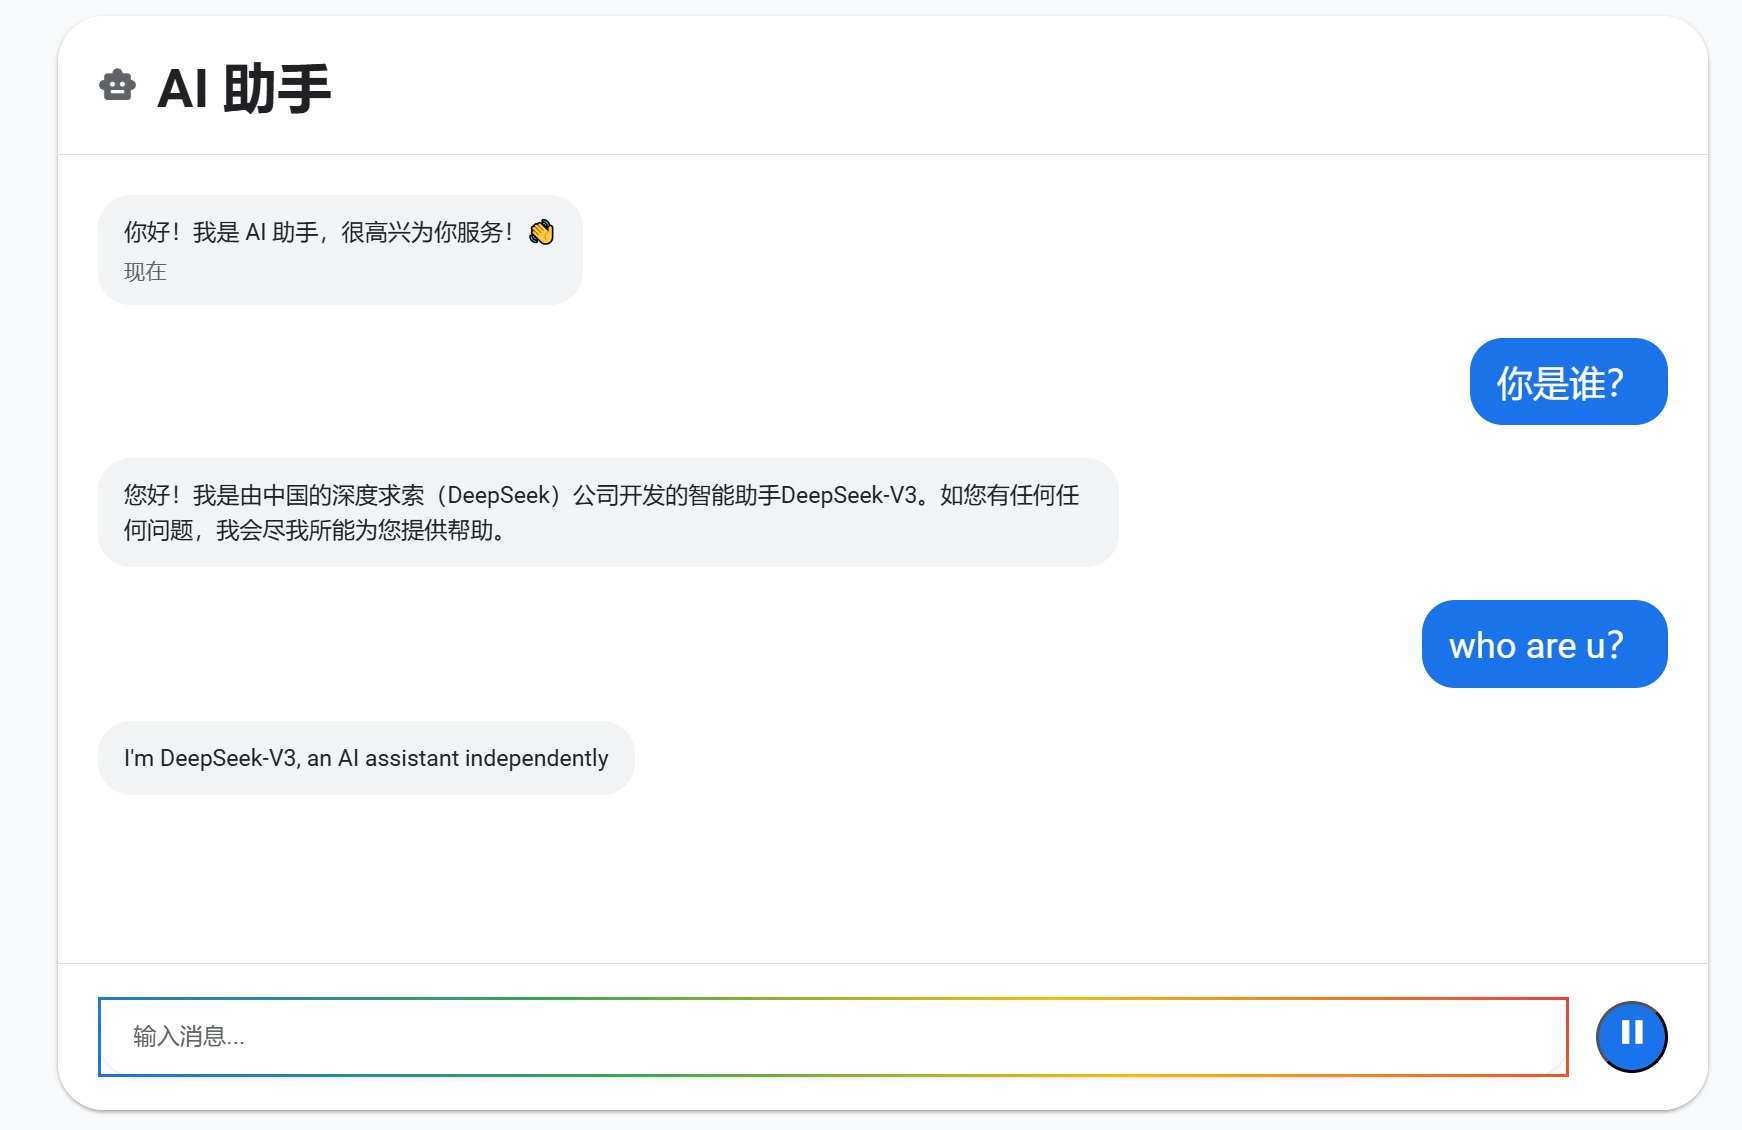 AI 助手
你好！我是 AI 助手，很高兴为你服务！👋
现在
你是谁？
您好！我是由中国的深度求索（DeepSeek）公司开发的智能助手DeepSeek-V3。如您有任何任
何问题，我会尽我所能为您提供帮助。
who are u？
I'm DeepSeek-V3, an AI assistant independently
输入消息...